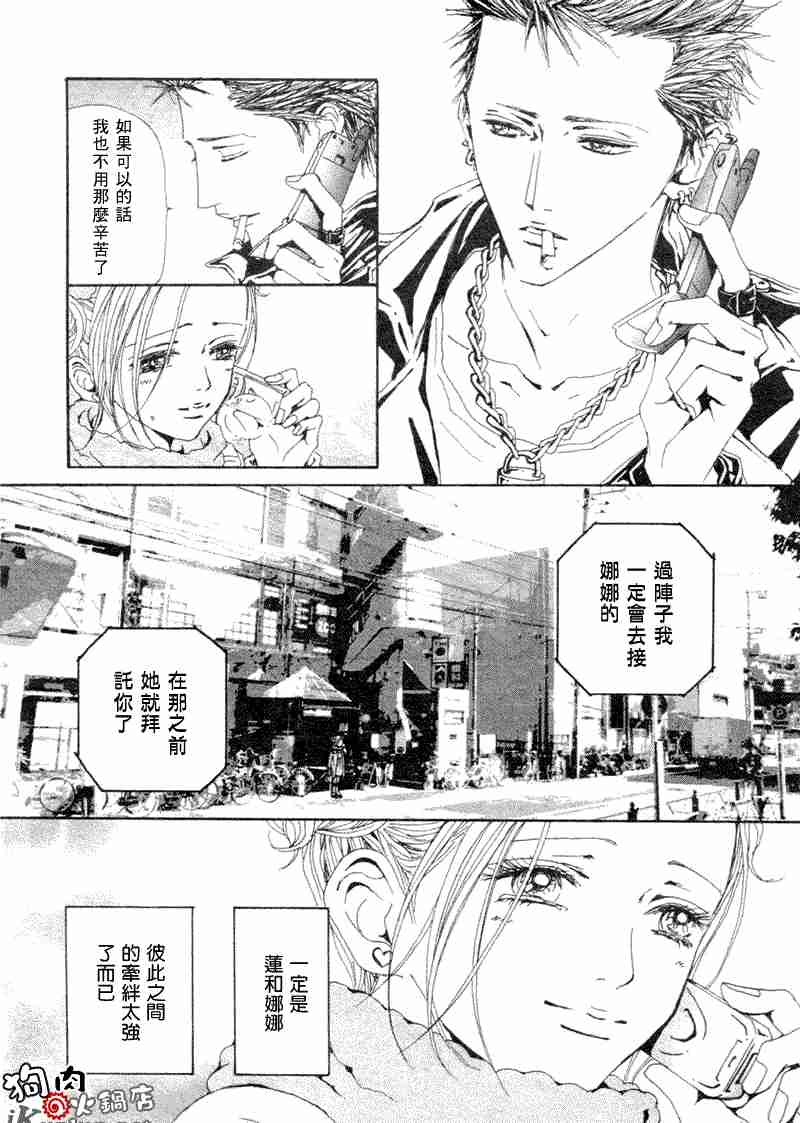 如果可以的話
我也不用那麼辛苦了
過陣子我
一定會去接
娜娜的
在那之前
她就拜
託你了
一定是
蓮和娜娜
彼此之間
的牽絆太強
了而已
狗肉
火鍋店